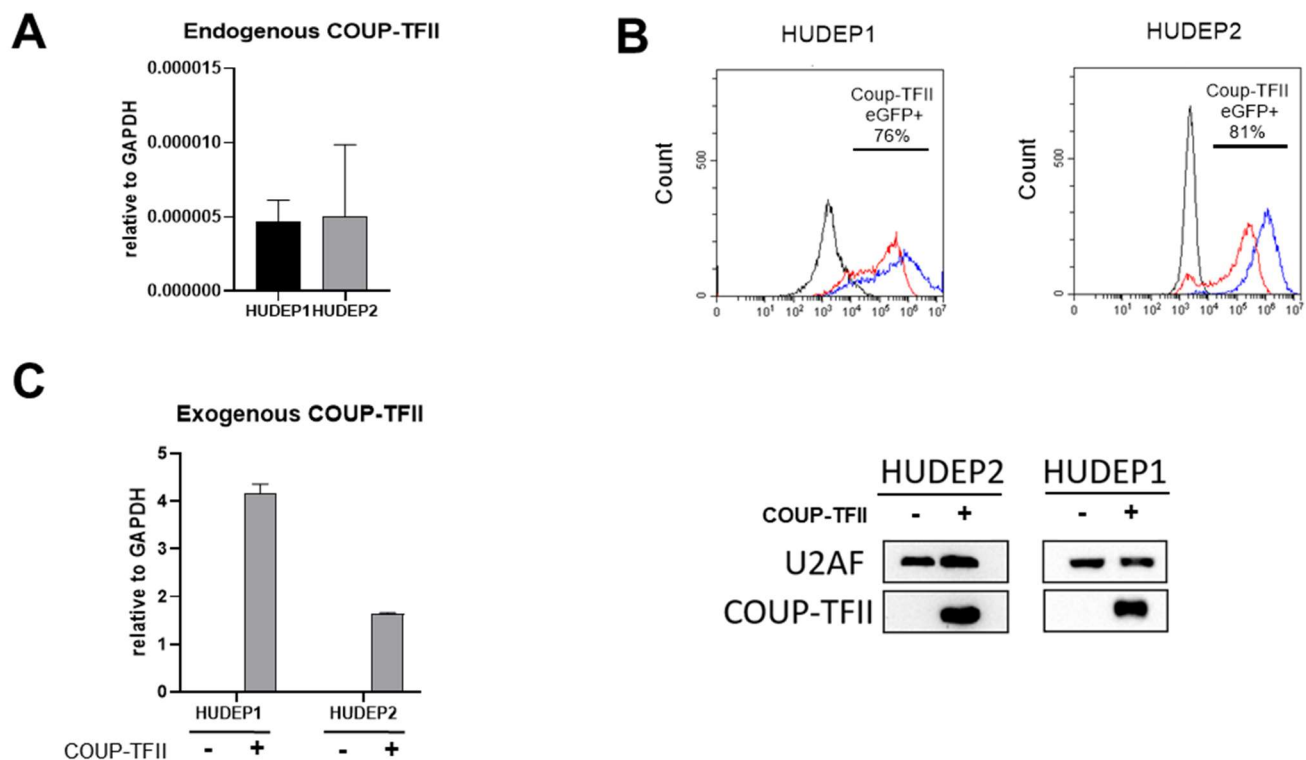 A
Endogenous COUP-TFII
relative to GAPDH
0.000015
0.000010
0.000005
0.000000
HUDEP1 HUDEP2
B
HUDEP1
Count
500
0
Coup-TFII
eGFP+
76%
0 10¹ 10² 10³ 10⁴ 10⁵ 10⁶ 10⁷
HUDEP2
Count
500
0
Coup-TFII
eGFP+
81%
0 10¹ 10² 10³ 10⁴ 10⁵ 10⁶ 10⁷
C
Exogenous COUP-TFII
relative to GAPDH
5
4
3
2
1
0
HUDEP1 HUDEP2
COUP-TFII - + - +
HUDEP2 HUDEP1
COUP-TFII - + - +
U2AF
COUP-TFII